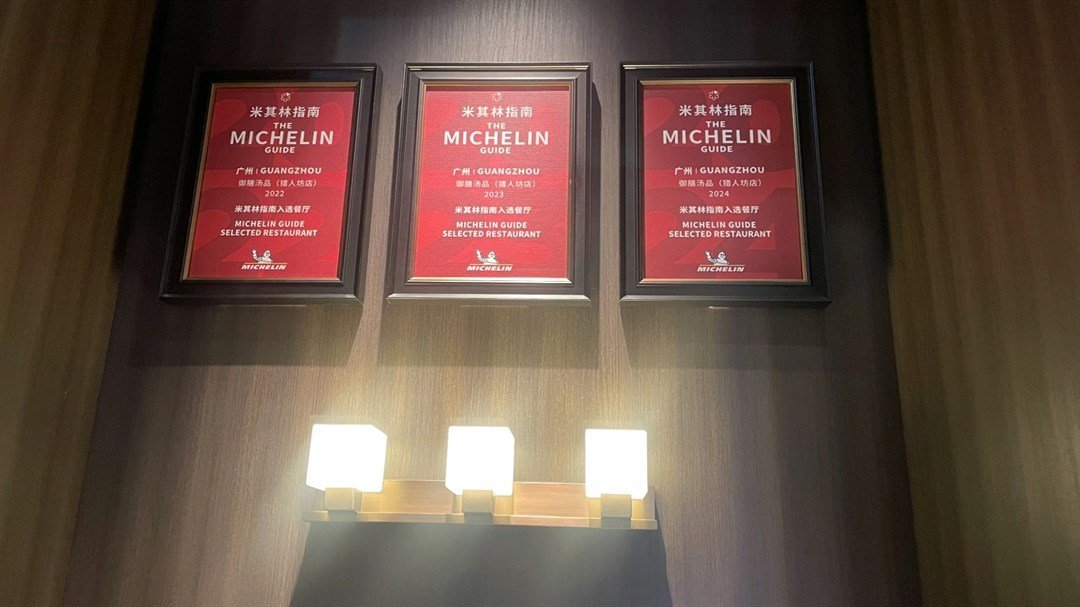 米其林指南
THE
MICHELIN
GUIDE
广州 | GUANGZHOU
御膳汤品（猎人坊店）
2022
米其林指南入选餐厅
MICHELIN GUIDE
SELECTED RESTAURANT
MICHELIN
米其林指南
THE
MICHELIN
GUIDE
广州 | GUANGZHOU
御膳汤品（猎人坊店）
2023
米其林指南入选餐厅
MICHELIN GUIDE
SELECTED RESTAURANT
MICHELIN
米其林指南
THE
MICHELIN
GUIDE
广州 | GUANGZHOU
御膳汤品（猎人坊店）
2024
米其林指南入选餐厅
MICHELIN GUIDE
SELECTED RESTAURANT
MICHELIN